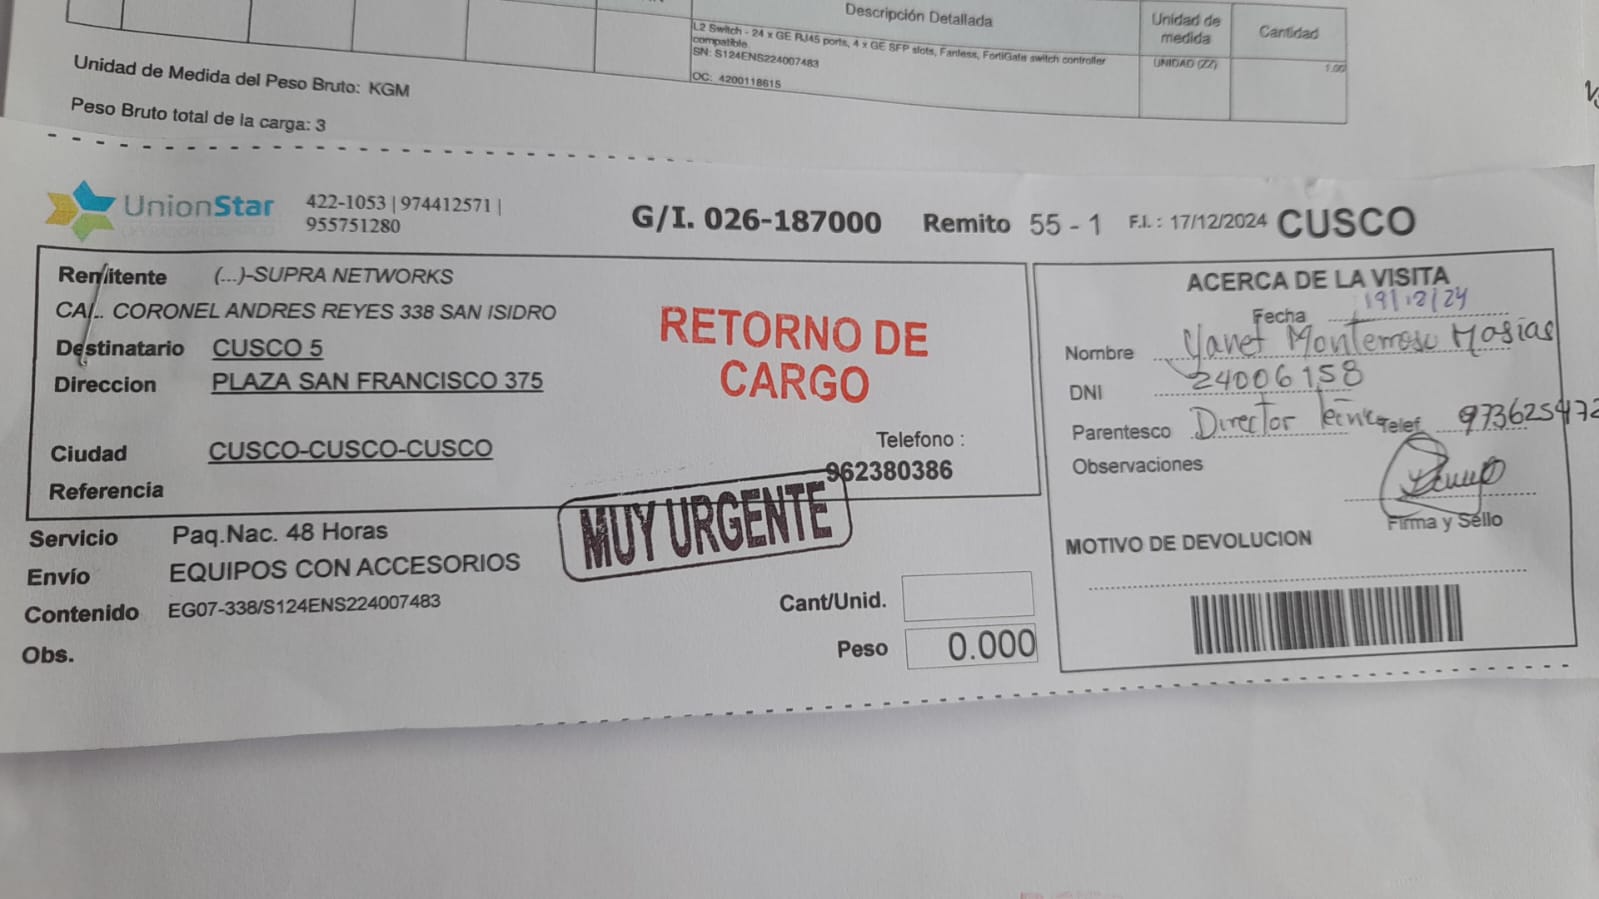 Descripción Detallada
Unidad de medida
Cantidad
L2 Switch - 24 x GE RJ45 ports, 4 x GE SFP slots, Fanless, FortiGate switch controller
compatible
SN: S124ENS224007483
OC: 4200118615
UNIDAD (ZZ)
1.00
Unidad de Medida del Peso Bruto: KGM
Peso Bruto total de la carga: 3
UnionStar
422-1053 | 974412571 |
955751280
G/I. 026-187000 Remito 55 - 1 F.I.: 17/12/2024 CUSCO
Remitente (...)-SUPRA NETWORKS
CAL. CORONEL ANDRES REYES 338 SAN ISIDRO
Destinatario CUSCO 5
Direccion PLAZA SAN FRANCISCO 375
RETORNO DE
CARGO
Ciudad CUSCO-CUSCO-CUSCO
Telefono :
962380386
Referencia
MUY URGENTE
Servicio Paq.Nac. 48 Horas
Envío EQUIPOS CON ACCESORIOS
Contenido EG07-338/S124ENS224007483
Obs.
Cant/Unid.
Peso 0.000
ACERCA DE LA VISITA
Fecha 19/12/24
Nombre Yanet Monterroso Mosias
DNI 24006158
Parentesco Director Técnico Telef. 973625472
Observaciones
Firma y Sello
MOTIVO DE DEVOLUCION